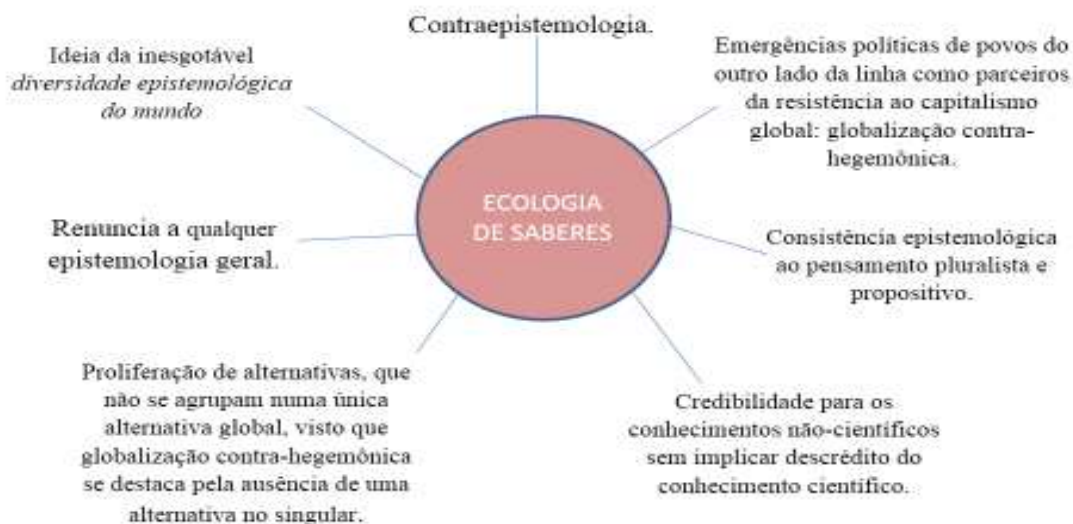 Contraepistemologia.
Ideia da inesgotável
diversidade epistemológica
do mundo
Emergências políticas de povos do
outro lado da linha como parceiros
da resistência ao capitalismo
global: globalização contra-
hegemônica.
ECOLOGIA
DE SABERES
Renuncia a qualquer
epistemologia geral.
Consistência epistemológica
ao pensamento pluralista e
propositivo.
Proliferação de alternativas, que
não se agrupam numa única
alternativa global, visto que
globalização contra-hegemônica
se destaca pela ausência de uma
alternativa no singular.
Credibilidade para os
conhecimentos não-científicos
sem implicar descrédito do
conhecimento científico.